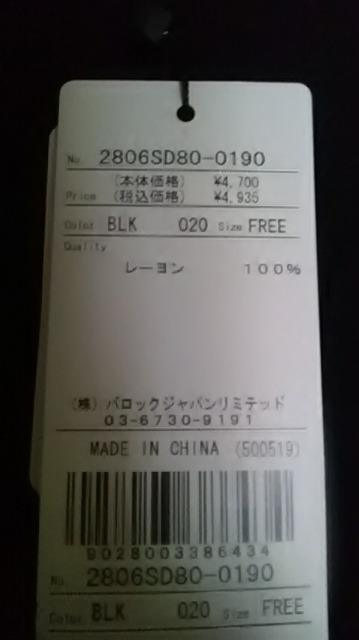 No. 2806SD80-0190
(本体価格) ¥4,700
Price (税込価格) ¥4,935
Color BLK 020 Size FREE
Quality
レーヨン 100%
(株) バロックジャパンリミテッド
03-6730-9191
MADE IN CHINA (500519)
9028003386434
No. 2806SD80-0190
Color BLK 020 Size FREE